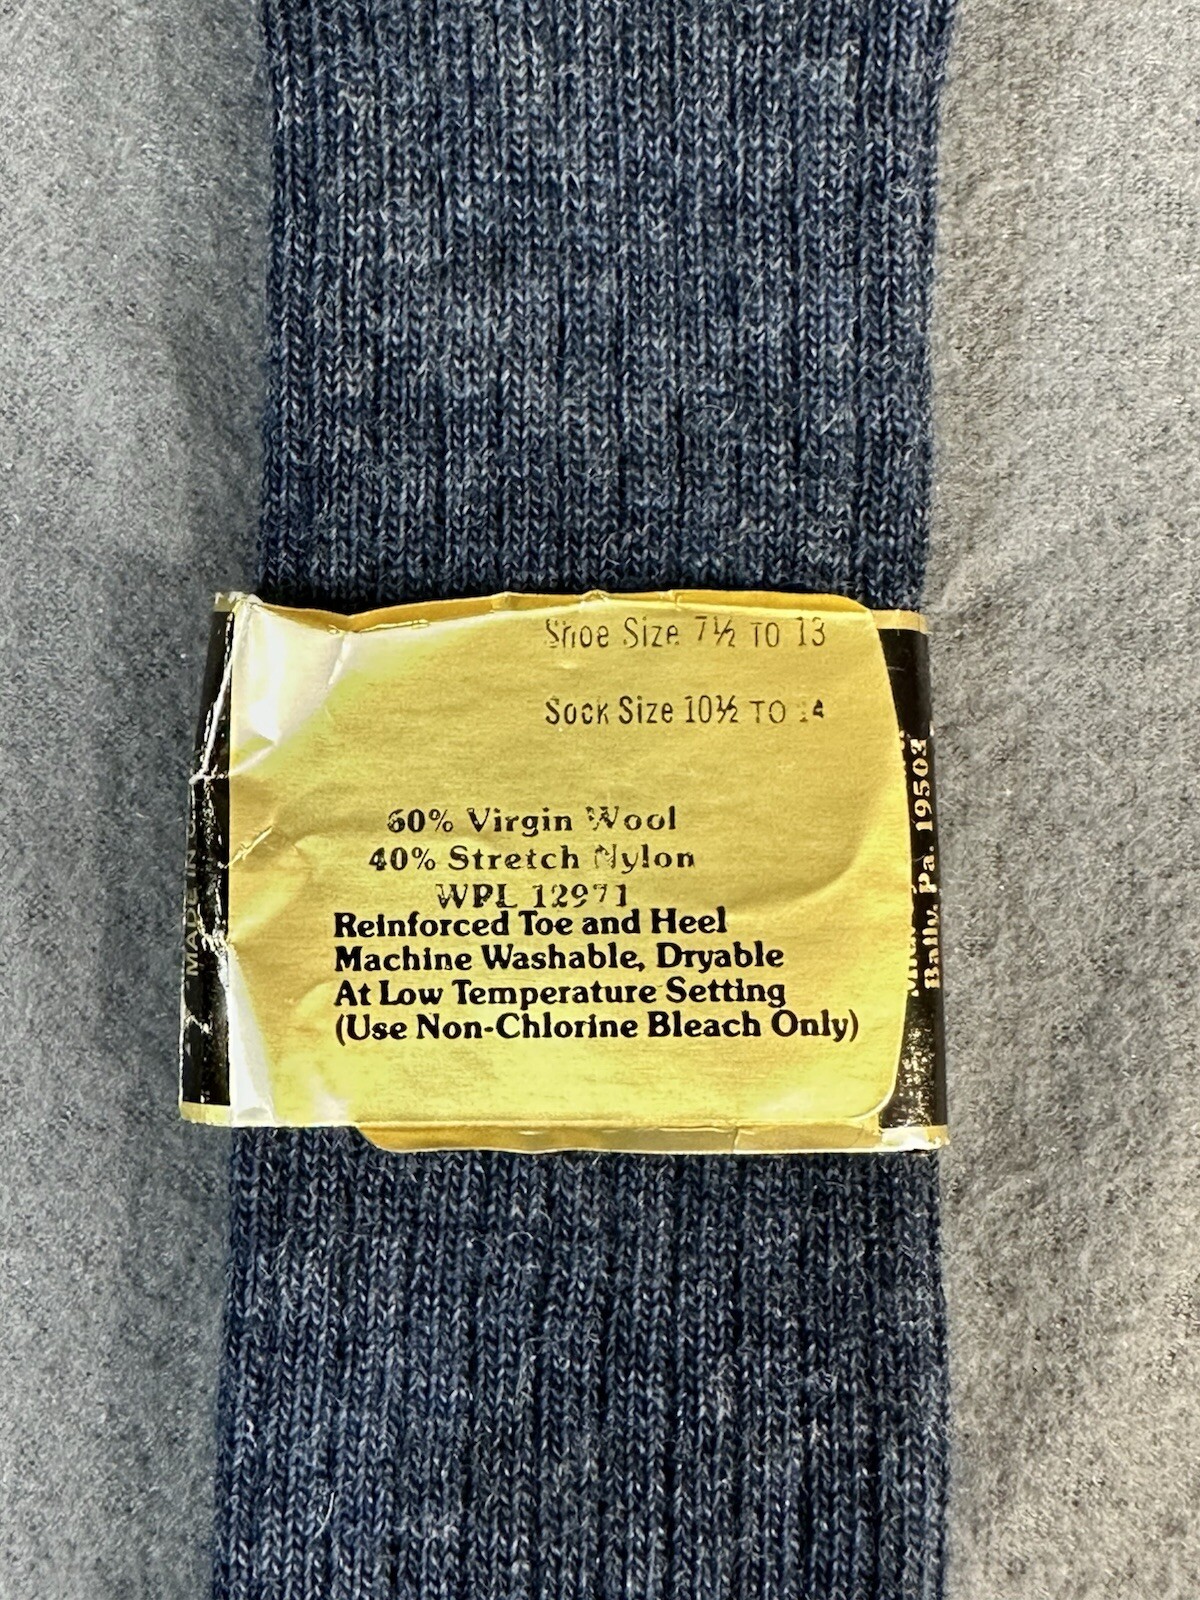 Shoe Size 7½ TO 13
Sock Size 10½ TO 14
60% Virgin Wool
40% Stretch Nylon
WPL 12971
Reinforced Toe and Heel
Machine Washable, Dryable
At Low Temperature Setting
(Use Non-Chlorine Bleach Only)
MADE IN
Bally, Pa. 19503